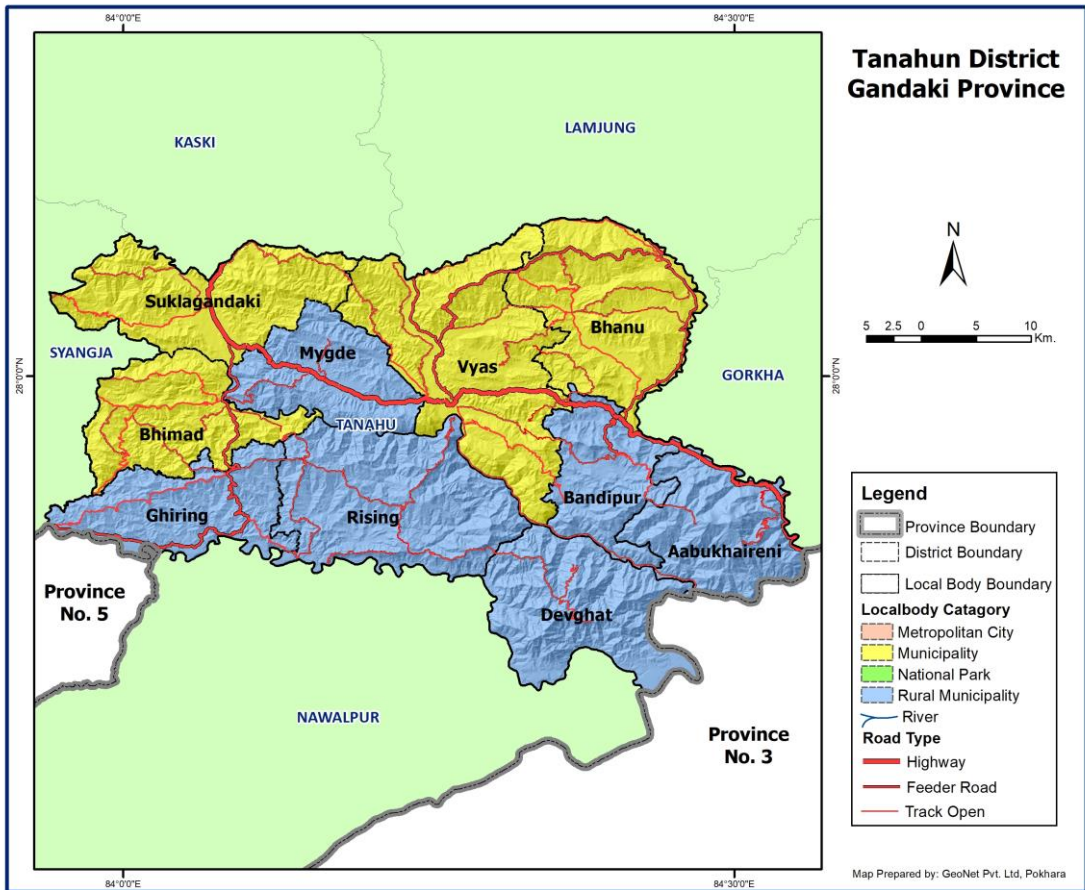 84°0'0"E
84°30'0"E
Tanahun District
Gandaki Province
KASKI
LAMJUNG
N
5 2.5 0 5 10
Km.
Suklagandaki
Bhanu
SYANGJA
Mygde
Vyas
28°0'0"N
28°0'0"N
GORKHA
TANAHU
Bhimad
Bandipur
Ghiring
Rising
Aabukhaireni
Devghat
Province
No. 5
NAWALPUR
Province
No. 3
Legend
Province Boundary
District Boundary
Local Body Boundary
Localbody Catagory
Metropolitan City
Municipality
National Park
Rural Municipality
River
Road Type
Highway
Feeder Road
Track Open
84°0'0"E
84°30'0"E
Map Prepared by: GeoNet Pvt. Ltd, Pokhara